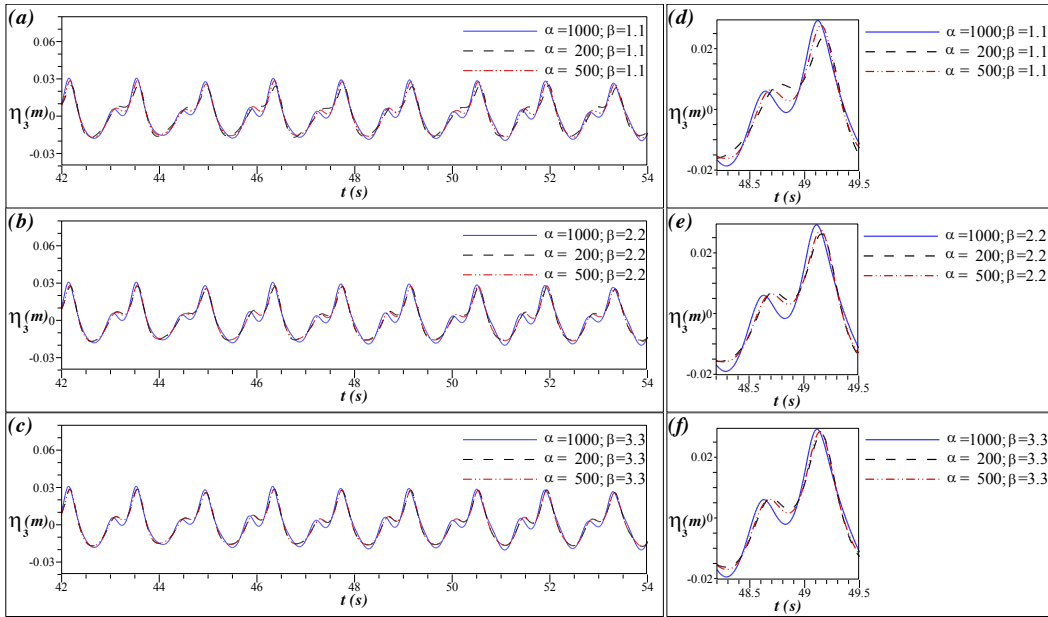 (a)
α=1000; β=1.1
α= 200; β=1.1
α= 500; β=1.1
0.06
0.03
0
-0.03
η3(m)
42 44 46 48 50 52 54
t (s)
(d)
α=1000;β=1.1
α= 200;β=1.1
α= 500;β=1.1
0.02
0
-0.02
η3(m)
48.5 49 49.5
t (s)
(b)
α=1000; β=2.2
α= 200; β=2.2
α= 500; β=2.2
0.06
0.03
0
-0.03
η3(m)
42 44 46 48 50 52 54
t (s)
(e)
α=1000; β=2.2
α= 200; β=2.2
α= 500; β=2.2
0.02
0
-0.02
η3(m)
48.5 49 49.5
t (s)
(c)
α=1000; β=3.3
α= 200; β=3.3
α= 500; β=3.3
0.06
0.03
0
-0.03
η3(m)
42 44 46 48 50 52 54
t (s)
(f)
α=1000; β=3.3
α= 200; β=3.3
α= 500; β=3.3
0.02
0
-0.02
η3(m)
48.5 49 49.5
t (s)